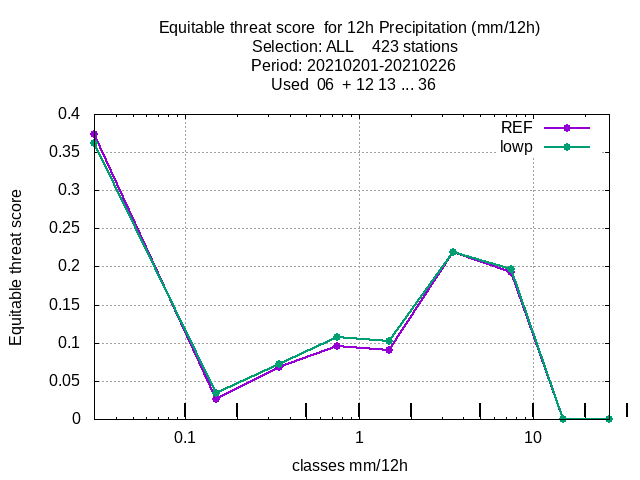 Equitable threat score  for 12h Precipitation (mm/12h)
Selection: ALL    423 stations
Period: 20210201-20210226
Used  06  + 12 13 ... 36
REF
lowp
Equitable threat score
0.4
0.35
0.3
0.25
0.2
0.15
0.1
0.05
0
0.1
1
10
classes mm/12h